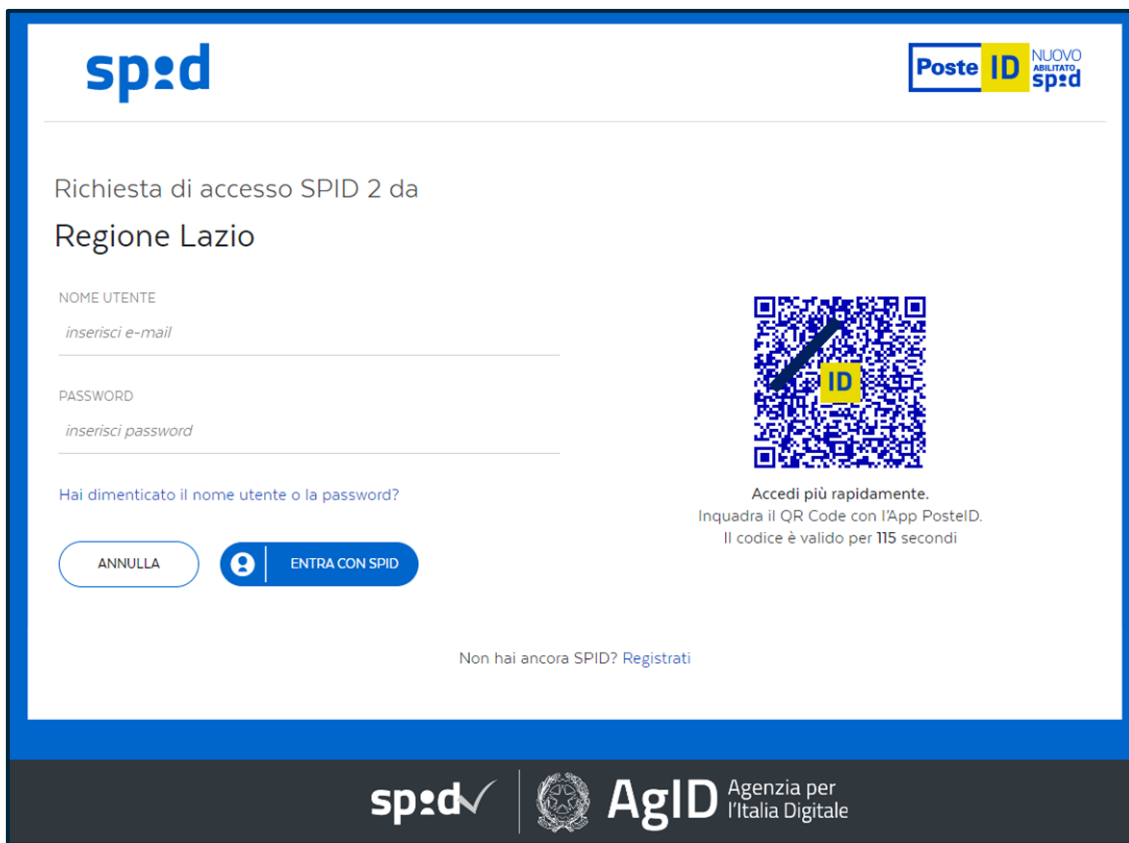 spid
Poste ID NUOVO ABILITATO spid
Richiesta di accesso SPID 2 da
Regione Lazio
NOME UTENTE
inserisci e-mail
PASSWORD
inserisci password
Hai dimenticato il nome utente o la password?
ANNULLA
ENTRA CON SPID
ID
Accedi più rapidamente.
Inquadra il QR Code con l'App PosteID.
Il codice è valido per 115 secondi
Non hai ancora SPID? Registrati
spid
AgID Agenzia per
l'Italia Digitale